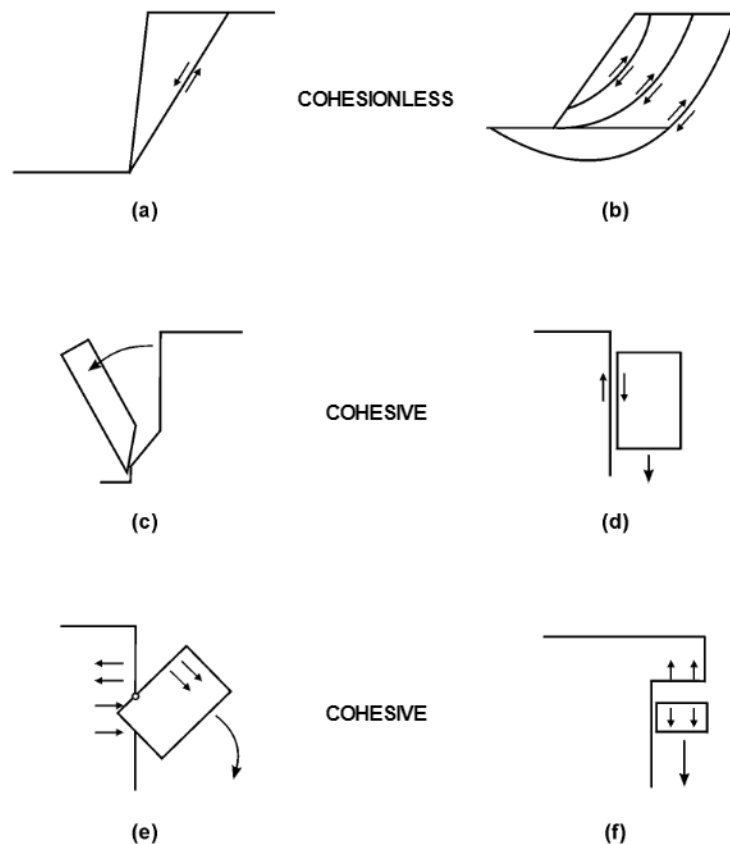 COHESIONLESS
(a)
(b)
COHESIVE
(c)
(d)
COHESIVE
(e)
(f)